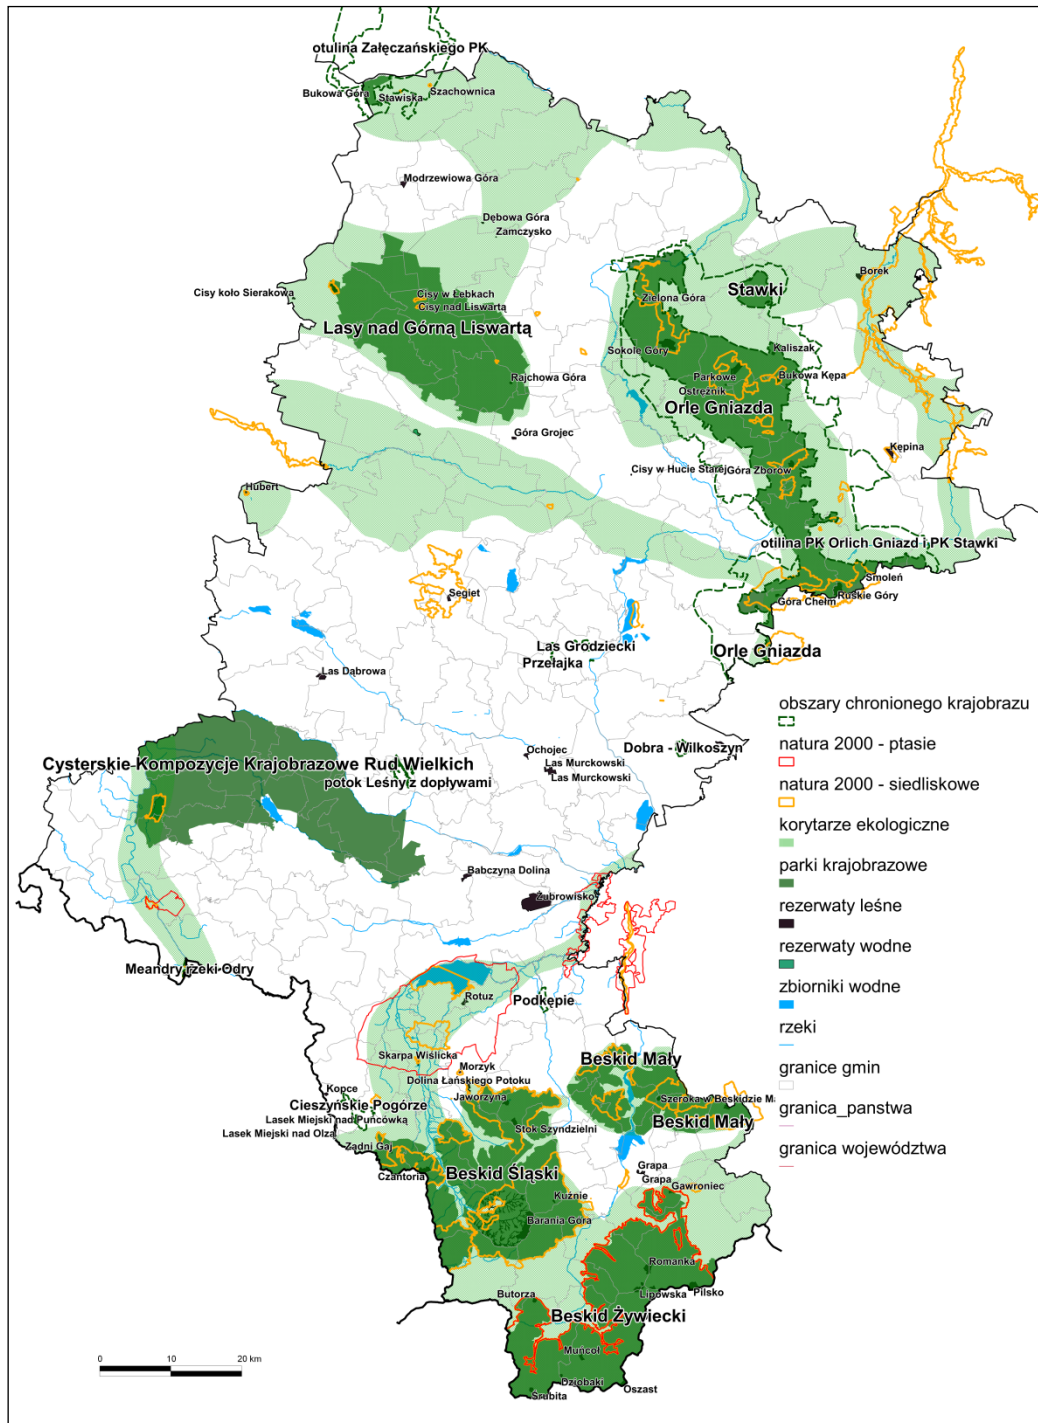 otulina Załęczańskiego PK
Bukowa Góra
Stawiska
Szachownica
Modrzewiowa Góra
Dębowa Góra
Zamczysko
Borek
Cisy koło Sierakowa
Cisy w Łebkach
Cisy nad Liswartą
Stawki
Zielona Góra
Lasy nad Górną Liswartą
Sokole Góry
Kaliszak
Rajchowa Góra
Parkowe
Bukowa Kępa
Ostrężnik
Orle Gniazda
Góra Grojec
Kępina
Cisy w Hucie Starej
Góra Zborów
Hubert
otilina PK Orlich Gniazd i PK Stawki
Smoleń
Segiet
Ruskie Góry
Góra Chełm
Las Grodziecki
Orle Gniazda
Przełajka
Las Dąbrowa
obszary chronionego krajobrazu
natura 2000 - ptasie
Ochojec
Dobra - Wilkoszyn
Cysterskie Kompozycje Krajobrazowe Rud Wielkich
Las Murckowski
Las Murckowski
potok Leśny z dopływami
natura 2000 - siedliskowe
korytarze ekologiczne
parki krajobrazowe
Babczyna Dolina
Żubrowisko
rezerwaty leśne
rezerwaty wodne
Meandry rzeki Odry
zbiorniki wodne
Rotuz
Podkępie
rzeki
Skarpa Wiślicka
Morzyk
Beskid Mały
granice gmin
Dolina Łańskiego Potoku
Kopce
Jaworzyna
Szeroka w Beskidzie Ma
Cieszyńskie Pogórze
granica_panstwa
Lasek Miejski nad Puńcówką
Beskid Mały
Lasek Miejski nad Olzą
Stok Szyndzielni
Zadni Gaj
granica województwa
Czantoria
Beskid Śląski
Grapa
Grapa
Gawroniec
Kuźnie
Barania Góra
Romanka
Butorza
Lipowska
Pilsko
Beskid Żywiecki
Muńcoł
Dziobaki
Oszast
Śrubita
0 10 20 km